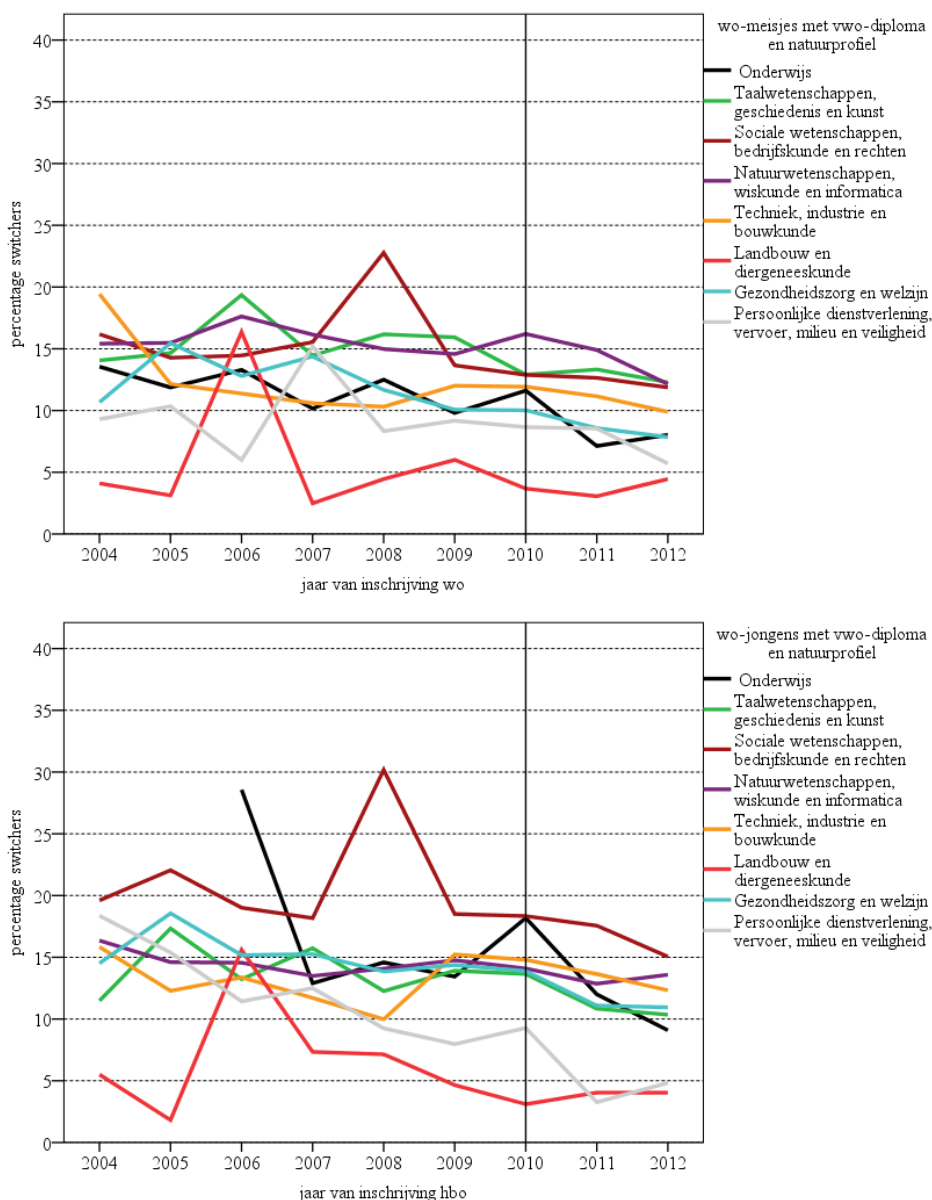 wo-meisjes met vwo-diploma
en natuurprofiel
Onderwijs
Taalwetenschappen,
geschiedenis en kunst
Sociale wetenschappen,
bedrijfskunde en rechten
Natuurwetenschappen,
wiskunde en informatica
Techniek, industrie en
bouwkunde
Landbouw en
diergeneeskunde
Gezondheidszorg en welzijn
Persoonlijke dienstverlening,
vervoer, milieu en veiligheid
percentage switchers
40
35
30
25
20
15
10
5
0
2004 2005 2006 2007 2008 2009 2010 2011 2012
jaar van inschrijving wo
wo-jongens met vwo-diploma
en natuurprofiel
Onderwijs
Taalwetenschappen,
geschiedenis en kunst
Sociale wetenschappen,
bedrijfskunde en rechten
Natuurwetenschappen,
wiskunde en informatica
Techniek, industrie en
bouwkunde
Landbouw en
diergeneeskunde
Gezondheidszorg en welzijn
Persoonlijke dienstverlening,
vervoer, milieu en veiligheid
percentage switchers
40
35
30
25
20
15
10
5
0
2004 2005 2006 2007 2008 2009 2010 2011 2012
jaar van inschrijving hbo